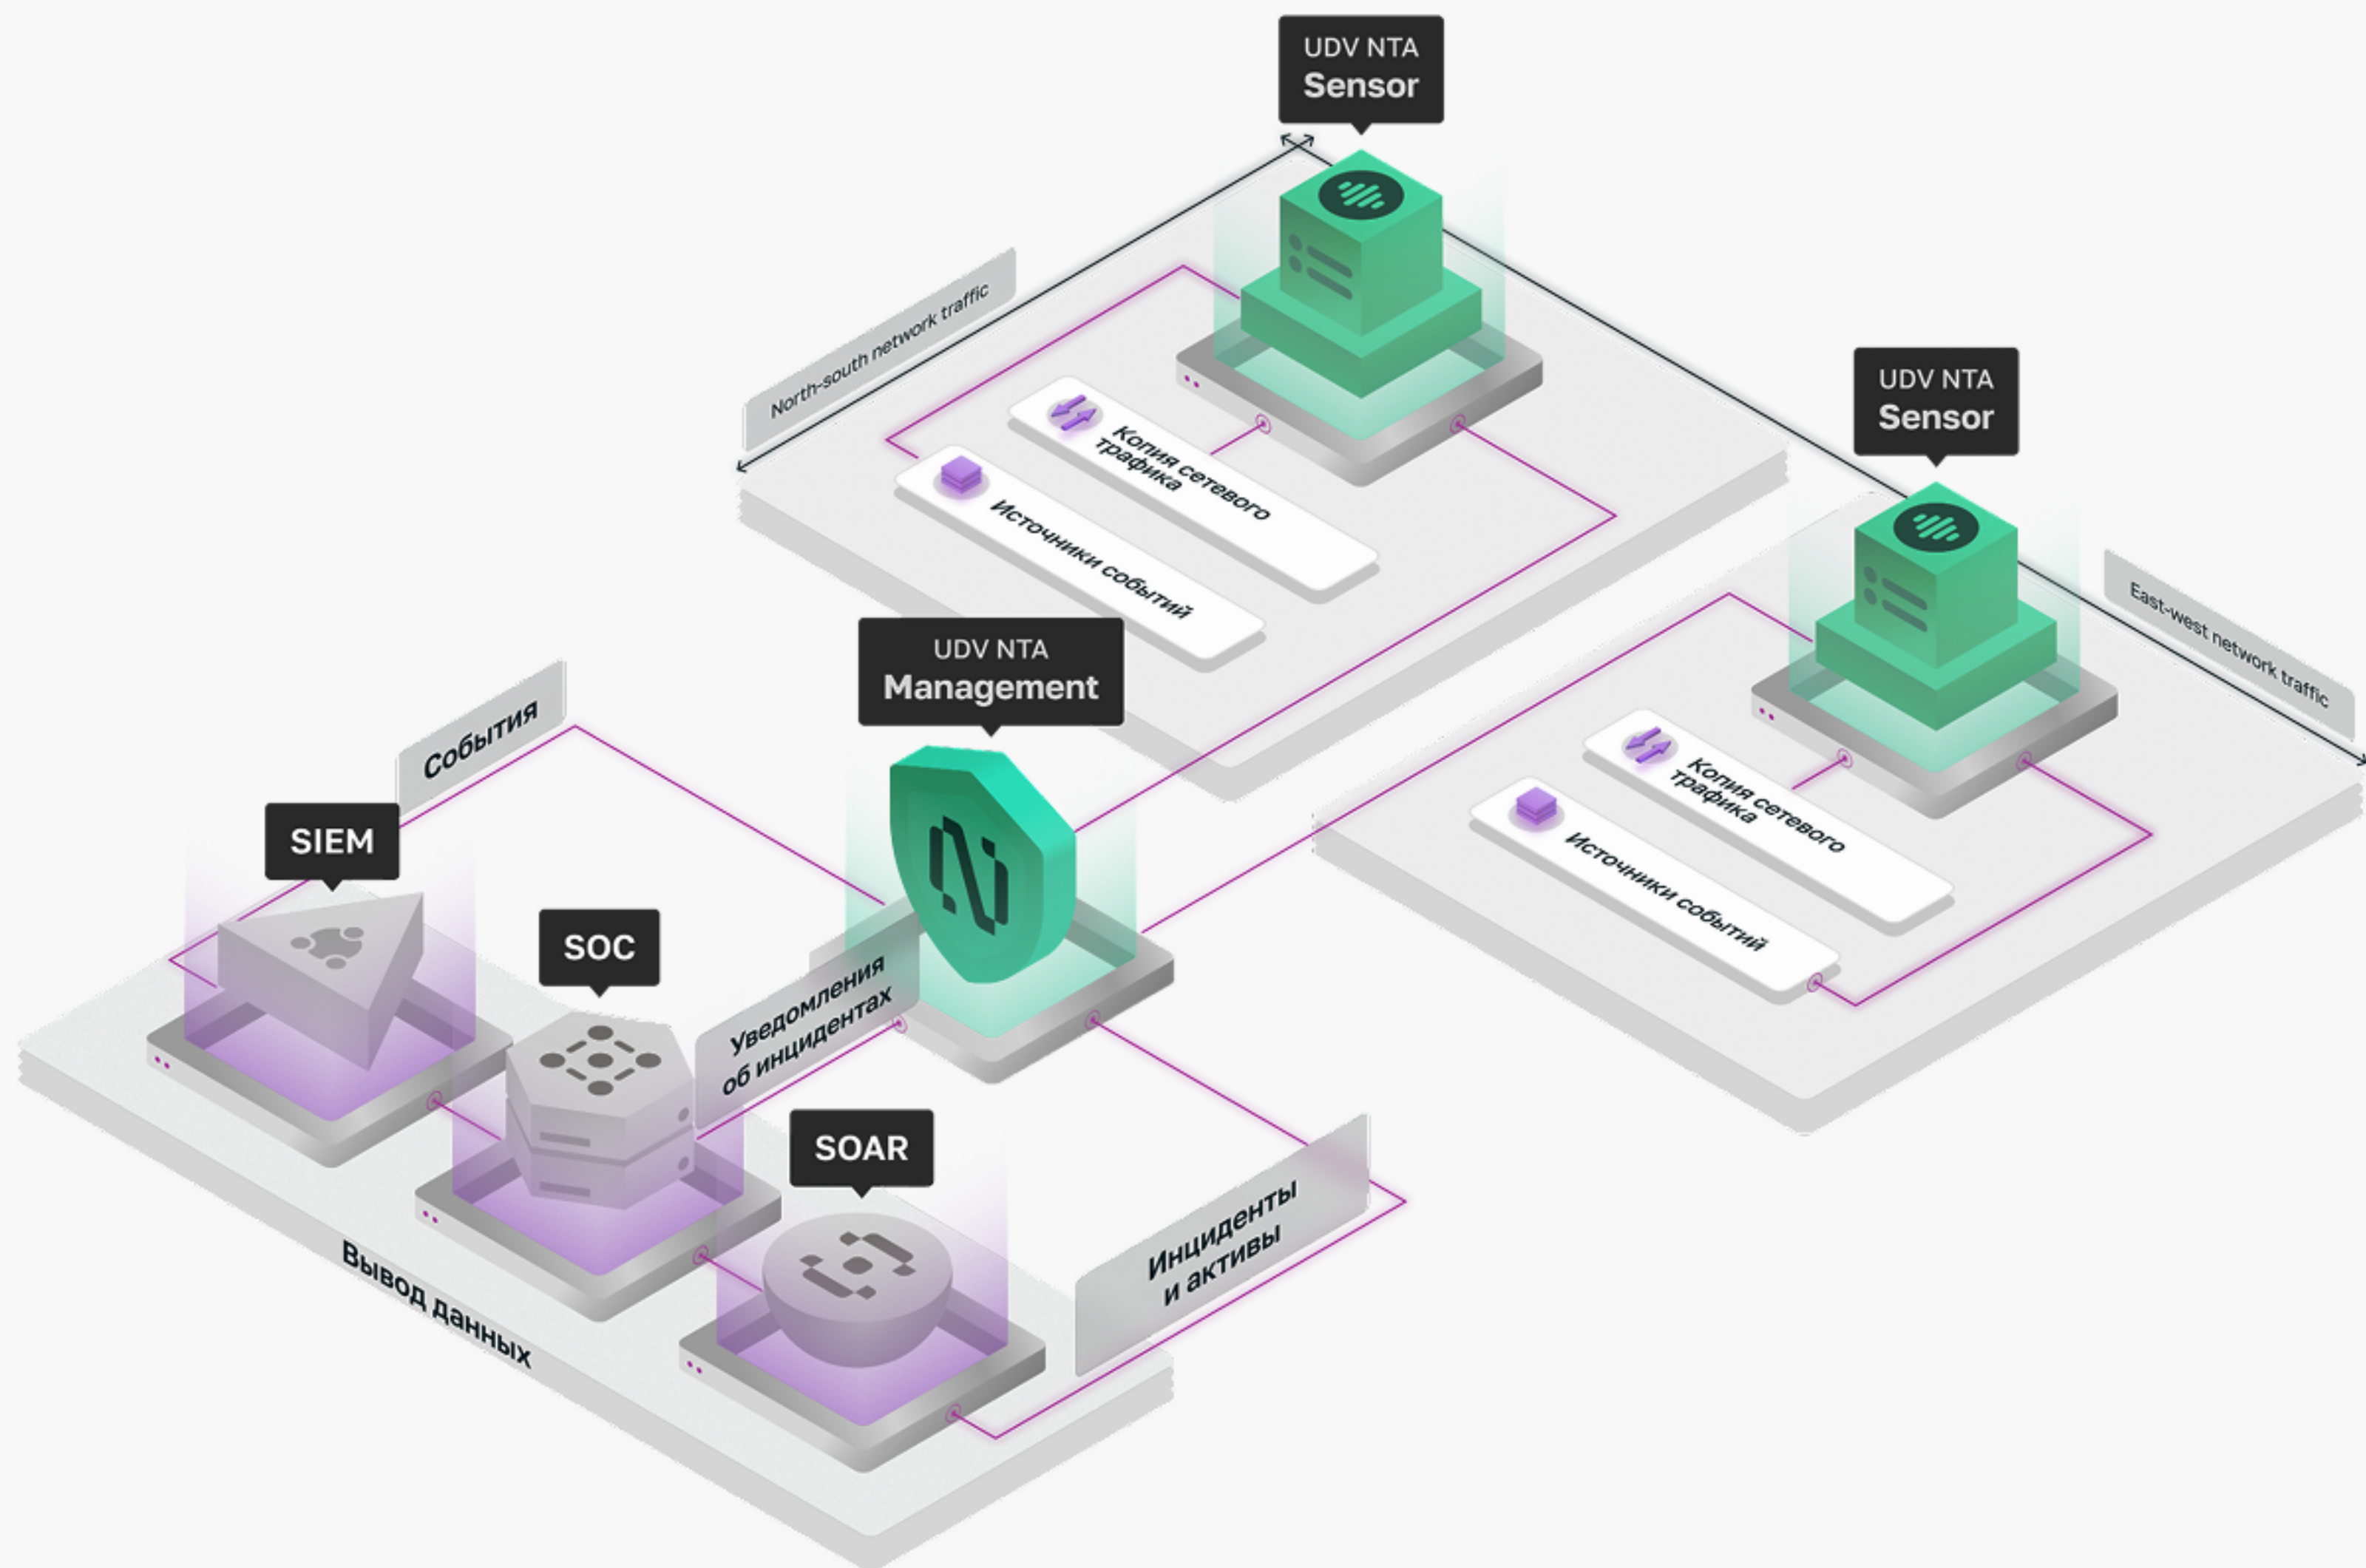 UDV NTA
Sensor
North-south network traffic
Копия сетевого
трафика
Источники событий
UDV NTA
Sensor
East-west network traffic
Копия сетевого
трафика
Источники событий
UDV NTA
Management
События
SIEM
SOC
Уведомления
об инцидентах
SOAR
Инциденты
и активы
Вывод данных